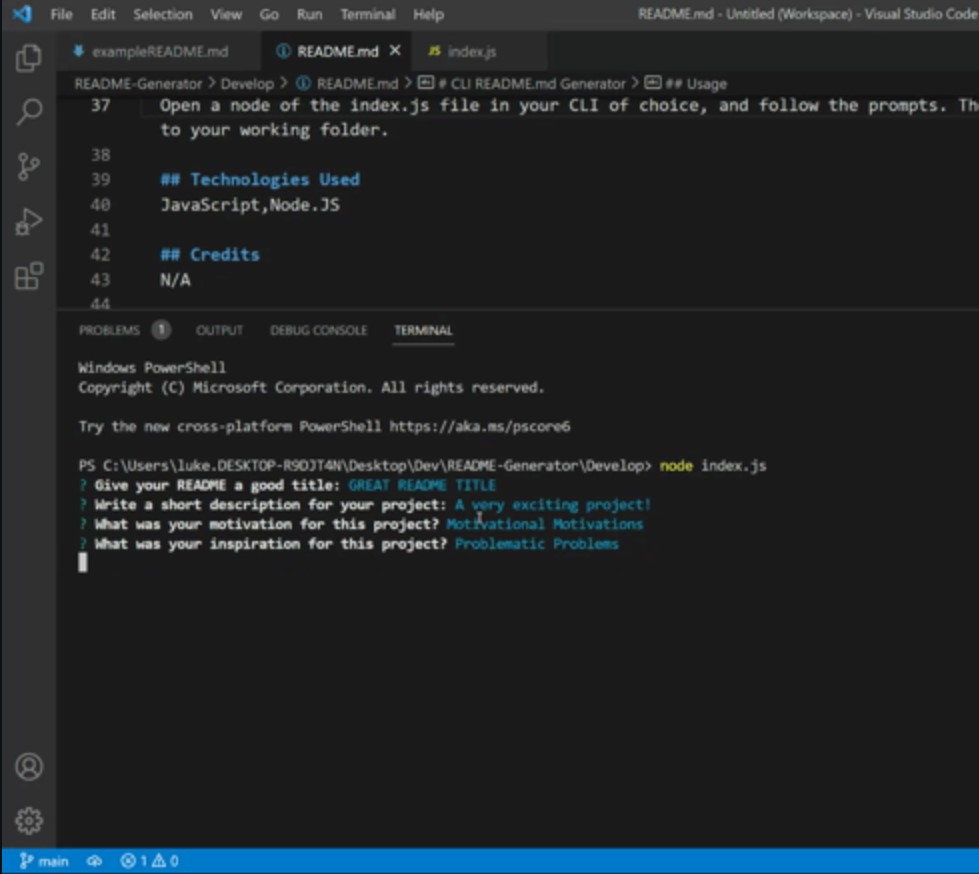 File Edit Selection View Go Run Terminal Help README.md - Untitled (Workspace) - Visual Studio Code
exampleREADME.md README.md JS index.js
README-Generator > Develop > README.md > # CLI README.md Generator > ## Usage
37 Open a node of the index.js file in your CLI of choice, and follow the prompts. Th
to your working folder.
38
39 ## Technologies Used
40 JavaScript,Node.JS
41
42 ## Credits
43 N/A
44
PROBLEMS 1 OUTPUT DEBUG CONSOLE TERMINAL
Windows PowerShell
Copyright (C) Microsoft Corporation. All rights reserved.
Try the new cross-platform PowerShell https://aka.ms/pscore6
PS C:\Users\luke.DESKTOP-R9OJT4N\Desktop\Dev\README-Generator\Develop> node index.js
? Give your README a good title: GREAT README TITLE
? Write a short description for your project: A very exciting project!
? What was your motivation for this project? Motivational Motivations
? What was your inspiration for this project? Problematic Problems
main 1 0